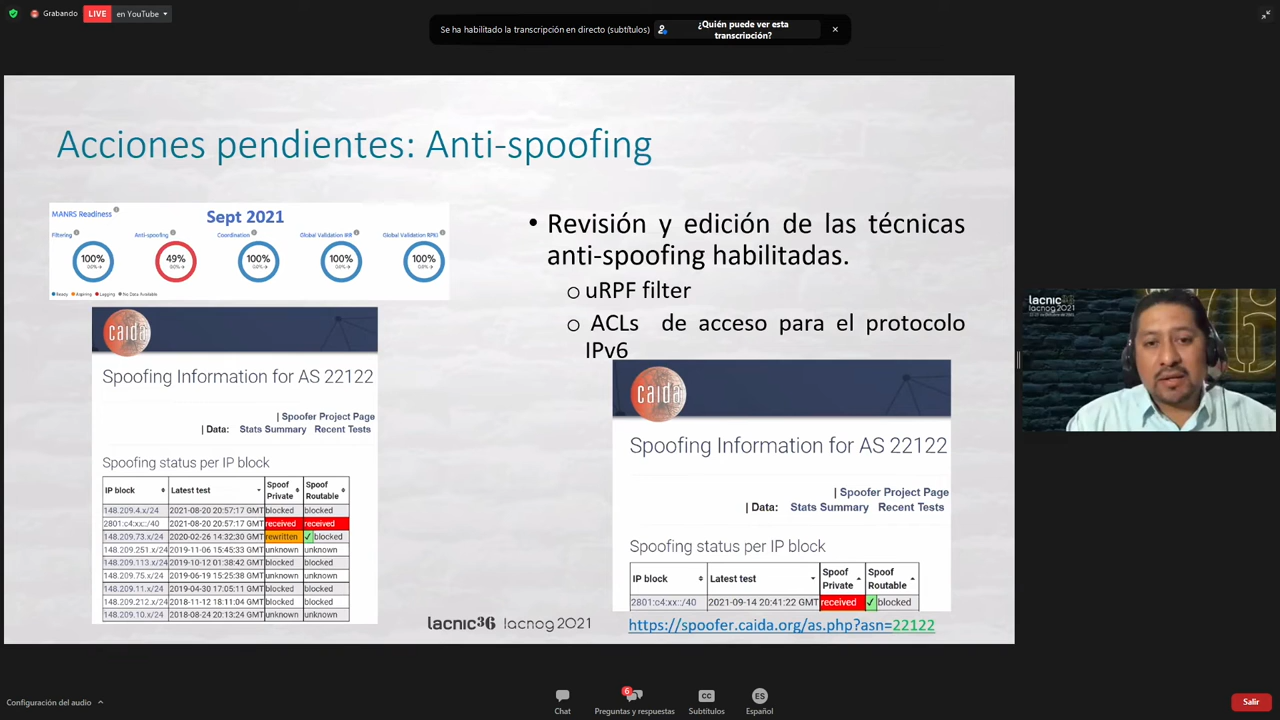 Grabando
LIVE en YouTube
Se ha habilitado la transcripción en directo (subtítulos)
¿Quién puede ver esta
transcripción?
Acciones pendientes: Anti-spoofing
MANRS Readiness
Sept 2021
Filtering Anti-spoofing Coordination Global Validation IRR Global Validation RPKI
100% 49% 100% 100% 100%
Ready Aspiring Lagging No Data Available
• Revisión y edición de las técnicas
anti-spoofing habilitadas.
o uRPF filter
o ACLs de acceso para el protocolo
IPv6
caida
Spoofing Information for AS 22122
| Spoofer Project Page
| Data: Stats Summary Recent Tests
Spoofing status per IP block
IP block Latest test Spoof Private Spoof Routable
148.209.4.x/24 2021-08-20 20:57:17 GMT blocked blocked
2801:c4:xx::/40 2021-08-20 20:57:17 GMT received received
148.209.73.x/24 2020-02-26 14:32:30 GMT rewritten ✓ blocked
148.209.251.x/24 2019-11-06 15:45:33 GMT unknown unknown
148.209.113.x/24 2019-10-12 01:38:42 GMT blocked blocked
148.209.75.x/24 2019-06-19 15:25:38 GMT unknown unknown
148.209.11.x/24 2019-04-30 17:05:11 GMT blocked blocked
148.209.212.x/24 2018-11-12 18:11:04 GMT blocked blocked
148.209.10.x/24 2018-08-24 20:13:24 GMT unknown unknown
caida
Spoofing Information for AS 22122
| Spoofer Project Page
| Data: Stats Summary Recent Tests
Spoofing status per IP block
IP block Latest test Spoof Private Spoof Routable
2801:c4:xx::/40 2021-09-14 20:41:22 GMT received ✓ blocked
lacnic36 lacnog2021
https://spoofer.caida.org/as.php?asn=22122
lacnic36
lacnog2021
Configuración del audio
Chat
6
Preguntas y respuestas
CC
Subtítulos
ES
Español
Salir